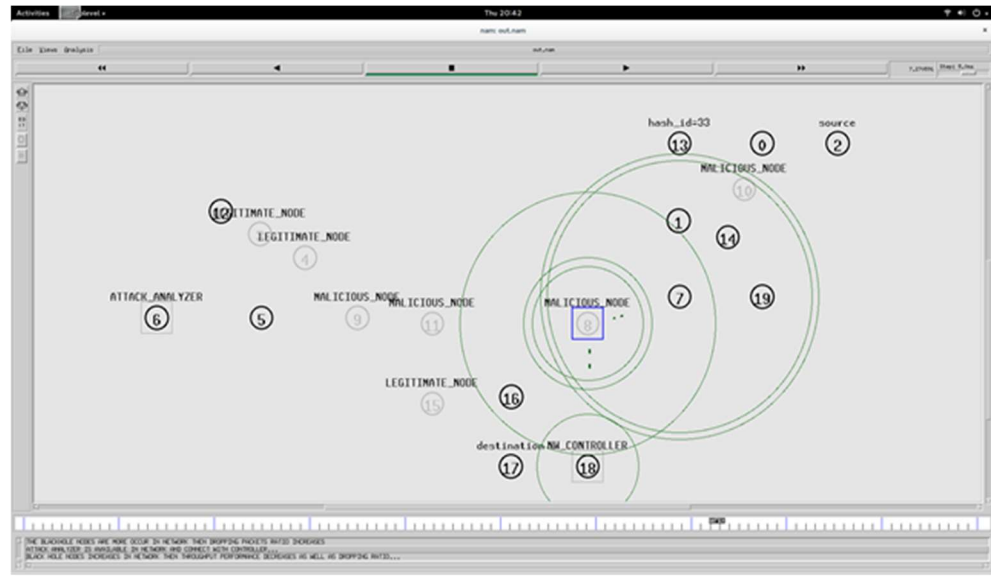 Activities
Thu 20:42
nam: out.nam
File Views Analysis
out.nam
hash_id=33
source
13
0
2
MALICIOUS_NODE
10
12
LEGITIMATE_NODE
1
LEGITIMATE_NODE
14
4
ATTACK_ANALYZER
MALICIOUS_NODE
MALICIOUS_NODE
MALICIOUS_NODE
7
19
6
5
9
11
8
LEGITIMATE_NODE
15
16
destination
NW_CONTROLLER
17
18
THE BLACKHOLE NODES ARE MORE OCCUR IN NETWORK THEN DROPPING PACKETS RATIO INCREASES
ATTACK ANALYZER IS AVAILABLE IN NETWORK AND CONNECT WITH CONTROLLER...
BLACK HOLE NODES INCREASES IN NETWORK THEN THROUGHPUT PERFORMANCE DECREASES AS WELL AS DROPPING RATIO...